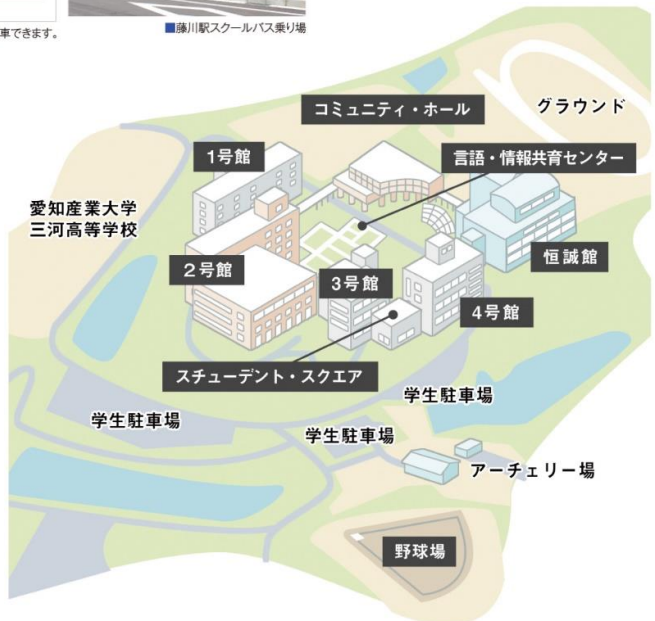 車できます。
■藤川駅スクールバス乗り場
コミュニティ・ホール
グラウンド
1号館
言語・情報共育センター
愛知産業大学
三河高等学校
2号館
3号館
恒誠館
4号館
スチューデント・スクエア
学生駐車場
学生駐車場
学生駐車場
アーチェリー場
野球場